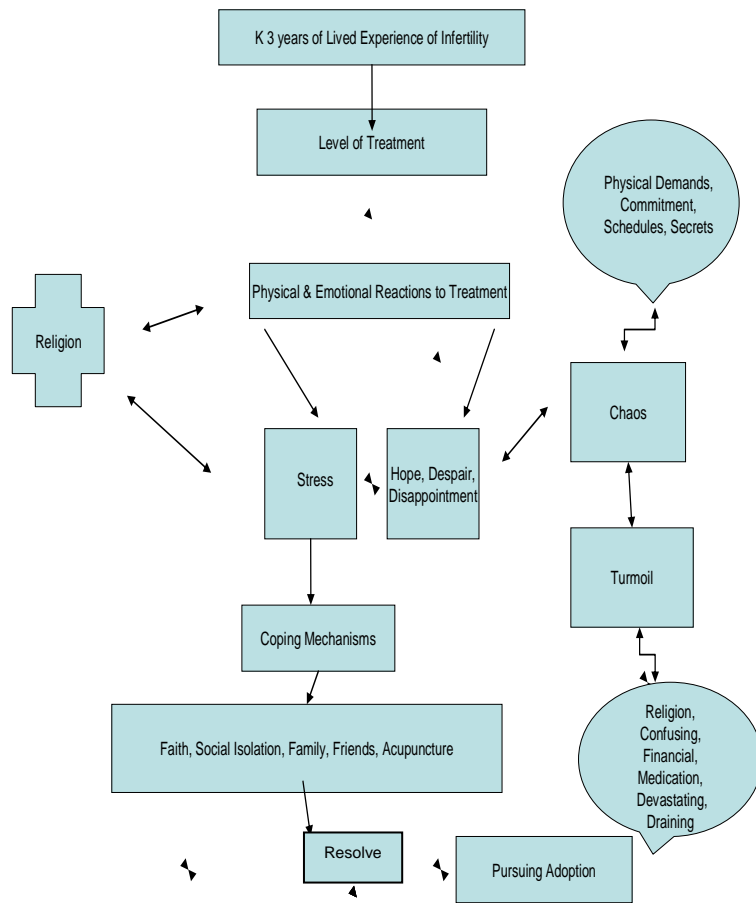 K 3 years of Lived Experience of Infertility
Level of Treatment
Physical Demands,
Commitment,
Schedules, Secrets
Physical & Emotional Reactions to Treatment
Religion
Chaos
Stress
Hope, Despair,
Disappointment
Turmoil
Coping Mechanisms
Faith, Social Isolation, Family, Friends, Acupuncture
Religion,
Confusing,
Financial,
Medication,
Devastating,
Draining
Resolve
Pursuing Adoption